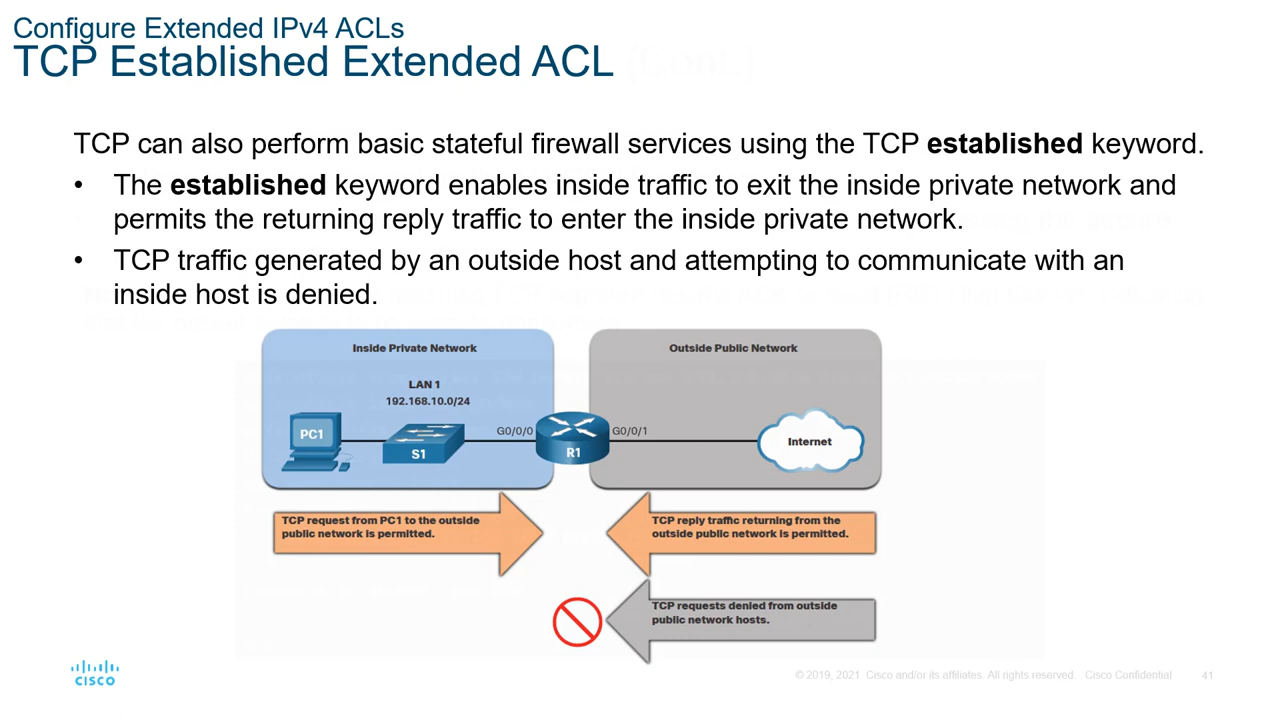 Configure Extended IPv4 ACLs
TCP Established Extended ACL
TCP can also perform basic stateful firewall services using the TCP established keyword.
• The established keyword enables inside traffic to exit the inside private network and
permits the returning reply traffic to enter the inside private network.
• TCP traffic generated by an outside host and attempting to communicate with an
inside host is denied.
Inside Private Network
Outside Public Network
LAN 1
192.168.10.0/24
PC1
S1
G0/0/0
R1
G0/0/1
Internet
TCP request from PC1 to the outside
public network is permitted.
TCP reply traffic returning from the
outside public network is permitted.
TCP requests denied from outside
public network hosts.
CISCO
© 2019, 2021 Cisco and/or its affiliates. All rights reserved. Cisco Confidential
41